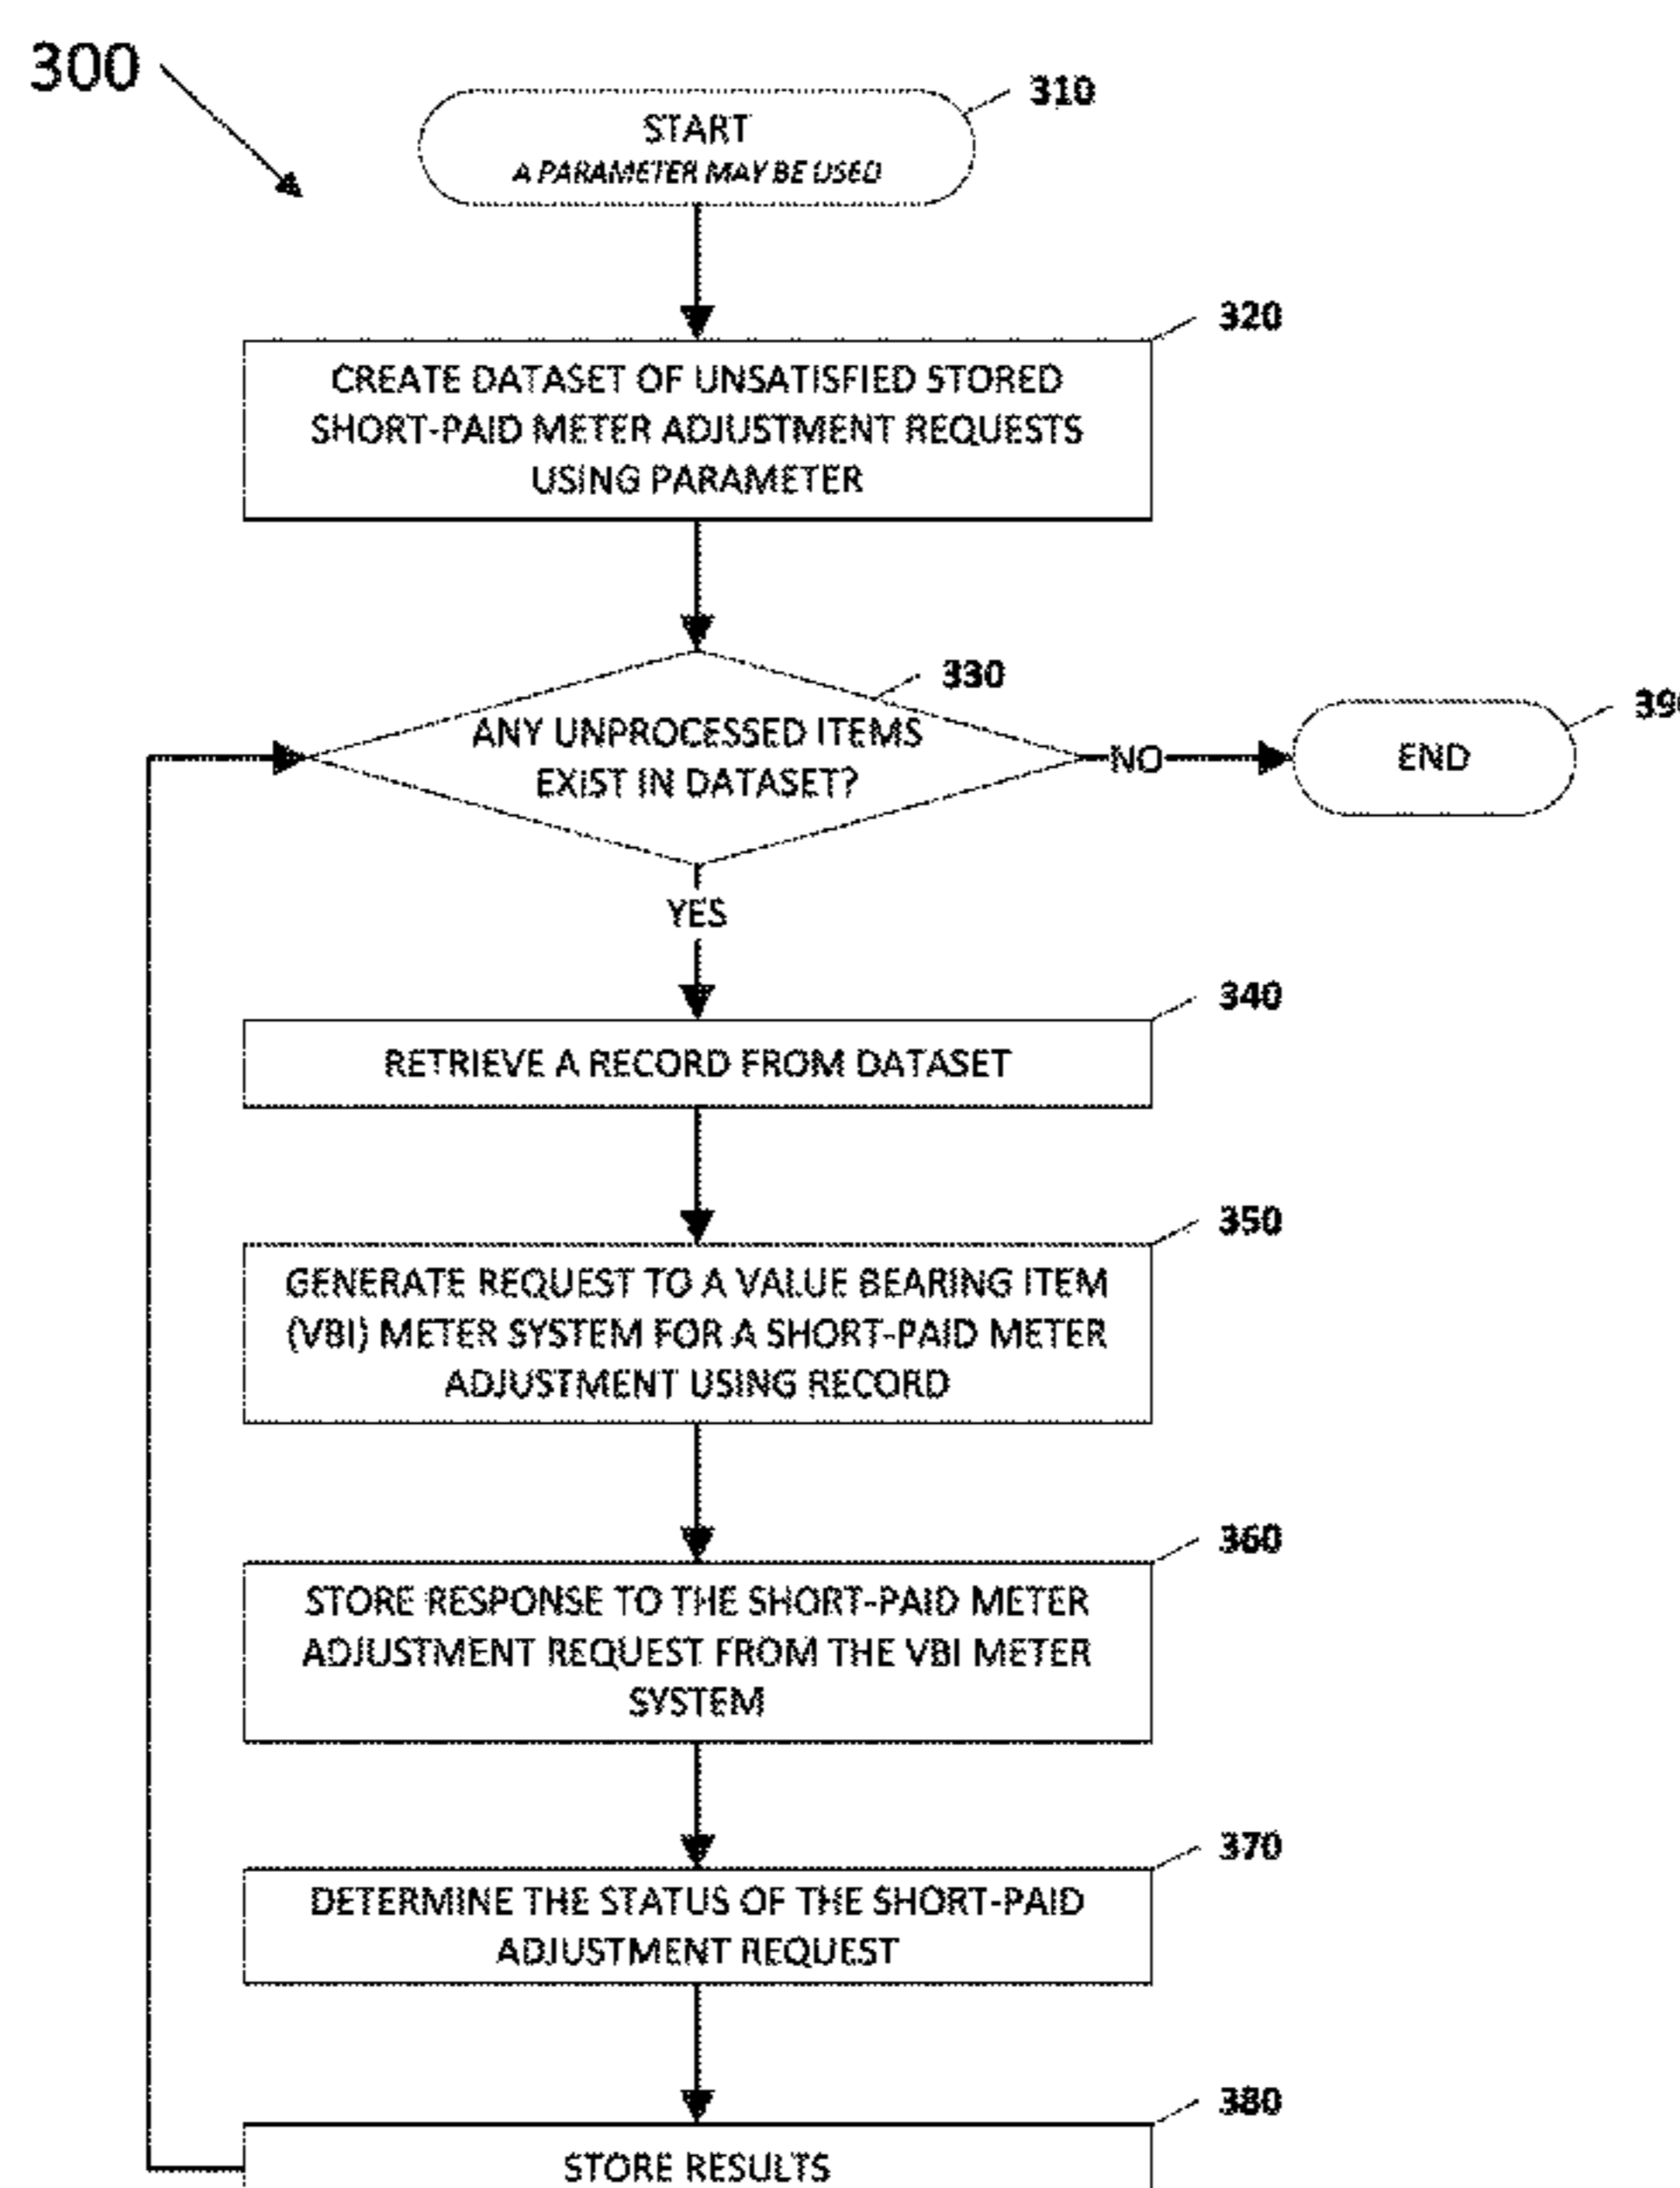 300
310
START
A PARAMETER MAY BE USED
320
CREATE DATASET OF UNSATISFIED STORED
SHORT-PAID METER ADJUSTMENT REQUESTS
USING PARAMETER
330
ANY UNPROCESSED ITEMS
EXIST IN DATASET?
NO
END
YES
340
RETRIEVE A RECORD FROM DATASET
350
GENERATE REQUEST TO A VALUE BEARING ITEM
(VBI) METER SYSTEM FOR A SHORT-PAID METER
ADJUSTMENT USING RECORD
360
STORE RESPONSE TO THE SHORT-PAID METER
ADJUSTMENT REQUEST FROM THE VBI METER
SYSTEM
370
DETERMINE THE STATUS OF THE SHORT-PAID
ADJUSTMENT REQUEST
380
STORE RESULTS